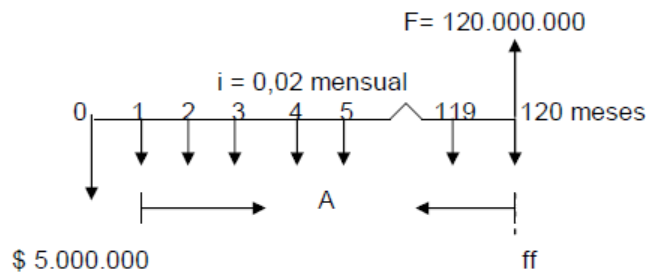 F= 120.000.000
i = 0,02 mensual
0 1 2 3 4 5 119 120 meses
A
$ 5.000.000 ff